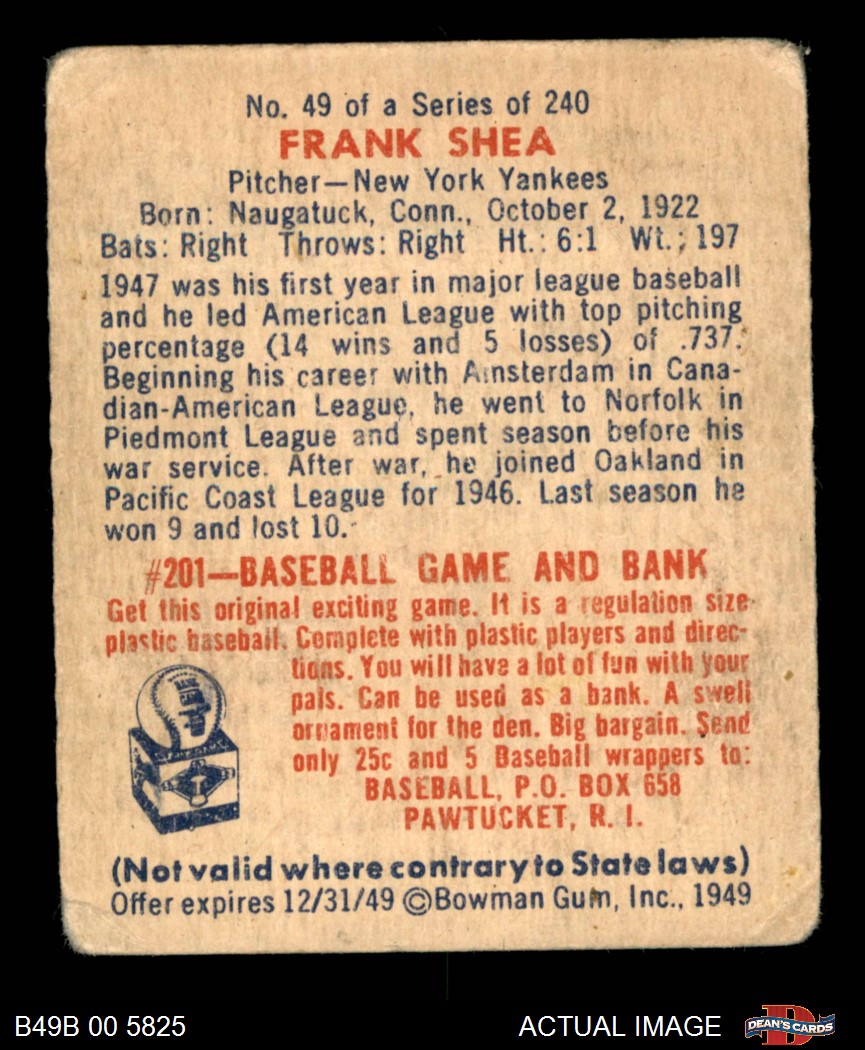 No. 49 of a Series of 240
FRANK SHEA
Pitcher—New York Yankees
Born: Naugatuck, Conn., October 2, 1922
Bats: Right Throws: Right Ht.: 6:1 Wt.: 197
1947 was his first year in major league baseball
and he led American League with top pitching
percentage (14 wins and 5 losses) of .737.
Beginning his career with Amsterdam in Cana-
dian-American League, he went to Norfolk in
Piedmont League and spent season before his
war service. After war, he joined Oakland in
Pacific Coast League for 1946. Last season he
won 9 and lost 10.
#201—BASEBALL GAME AND BANK
Get this original exciting game. It is a regulation size
plastic baseball. Complete with plastic players and direc-
tions. You will have a lot of fun with your
pals. Can be used as a bank. A swell
ornament for the den. Big bargain. Send
only 25c and 5 Baseball wrappers to:
BASEBALL, P.O. BOX 658
PAWTUCKET, R. I.
(Not valid where contrary to State laws)
Offer expires 12/31/49 ©Bowman Gum, Inc., 1949
B49B 00 5825
ACTUAL IMAGE
DEAN'S CARDS